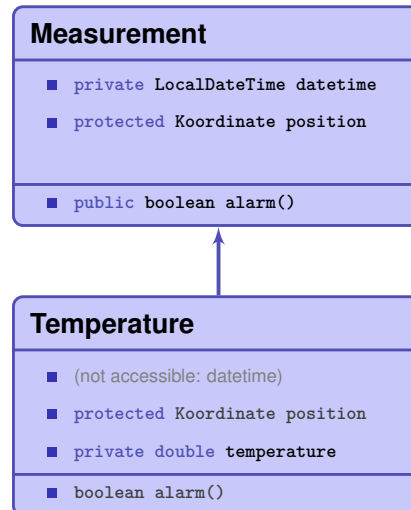 Measurement
private LocalDateTime datetime
protected Koordinate position
public boolean alarm()
Temperature
(not accessible: datetime)
protected Koordinate position
private double temperature
boolean alarm()